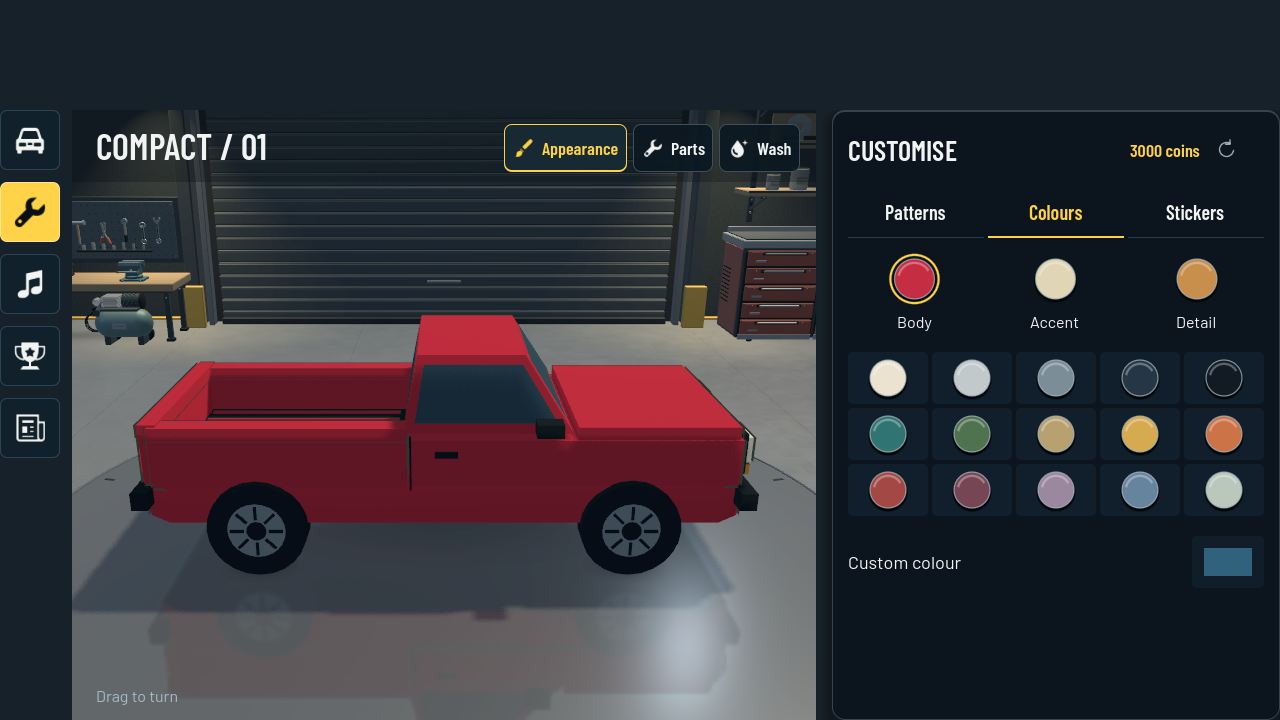 COMPACT / 01
Appearance
Parts
Wash
CUSTOMISE
3000 coins
Patterns
Colours
Stickers
Body
Accent
Detail
Custom colour
Drag to turn